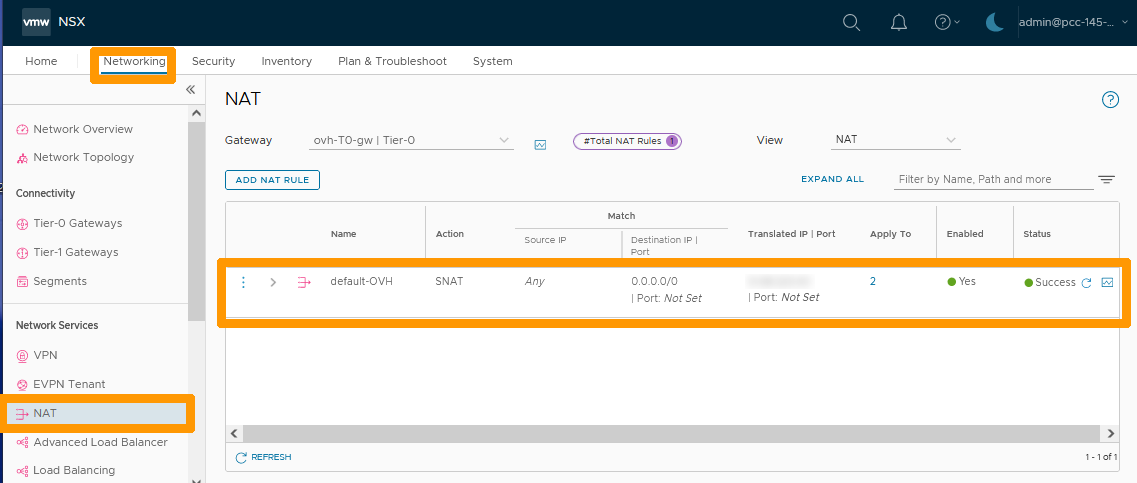 vmw NSX admin@pcc-145-...
Home Networking Security Inventory Plan & Troubleshoot System
NAT
Network Overview
Network Topology
Connectivity
Tier-0 Gateways
Tier-1 Gateways
Segments
Network Services
VPN
EVPN Tenant
NAT
Advanced Load Balancer
Load Balancing
Gateway ovh-T0-gw | Tier-0 #Total NAT Rules 1 View NAT
ADD NAT RULE EXPAND ALL Filter by Name, Path and more
Match
Name Action Source IP Destination IP | Translated IP | Port Apply To Enabled Status
Port
default-OVH SNAT Any 0.0.0.0/0 2 Yes Success
| Port: Not Set | Port: Not Set
REFRESH 1 - 1 of 1